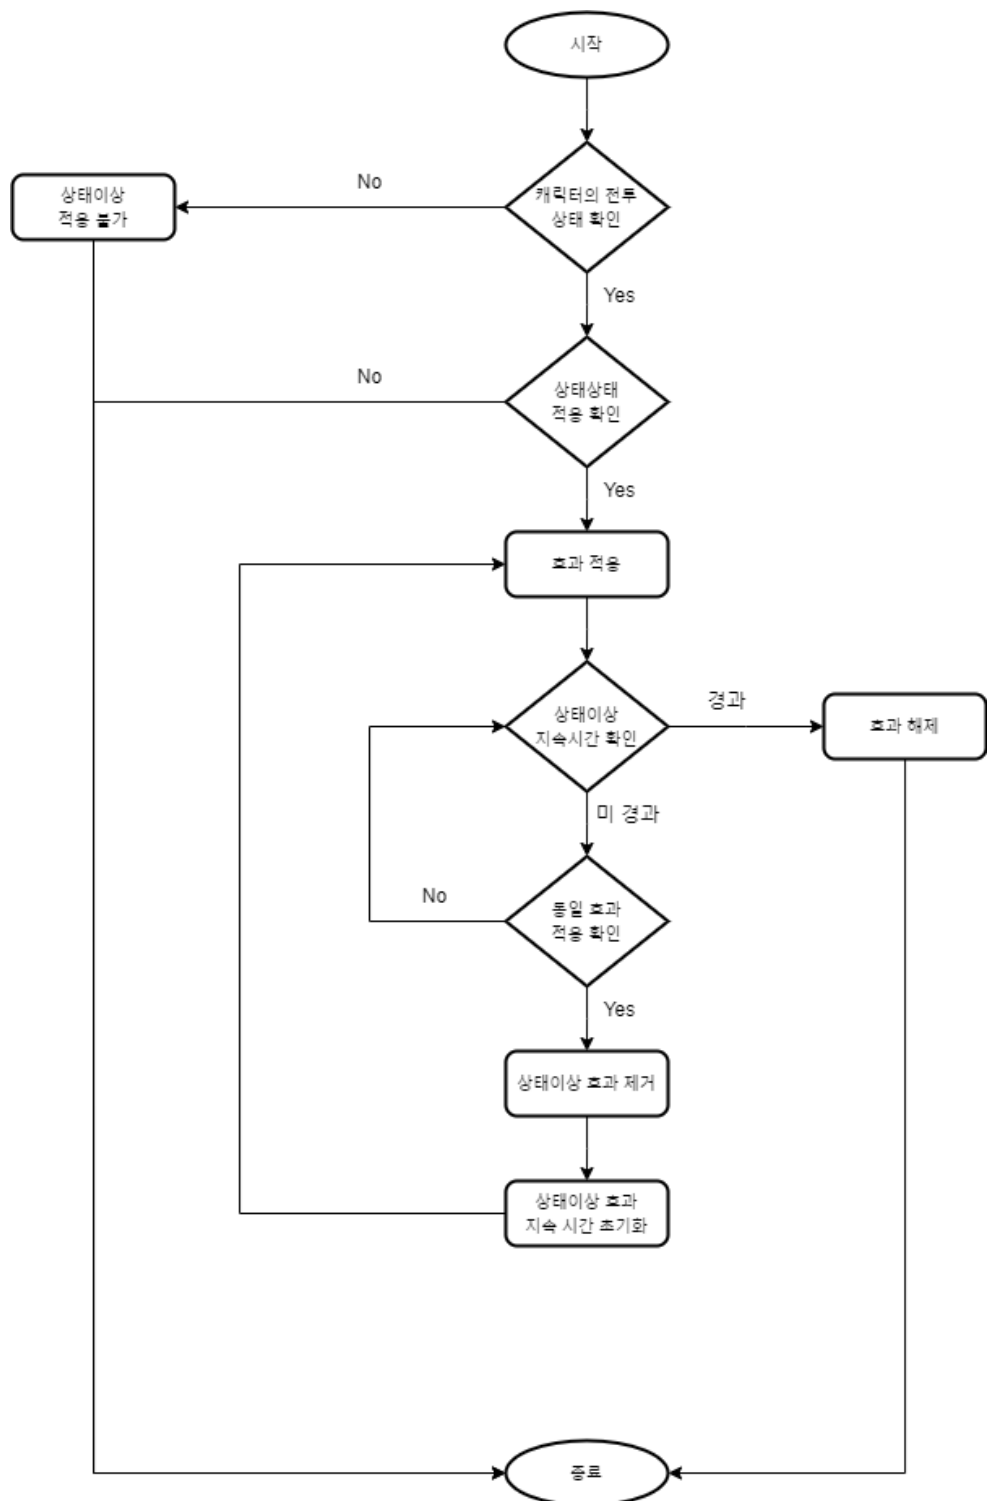 시작
No
상태이상
적용 불가
캐릭터의 전투
상태 확인
Yes
No
상태상태
적용 확인
Yes
효과 적용
상태이상
지속시간 확인
경과
효과 해제
미 경과
No
동일 효과
적용 확인
Yes
상태이상 효과 제거
상태이상 효과
지속 시간 초기화
종료